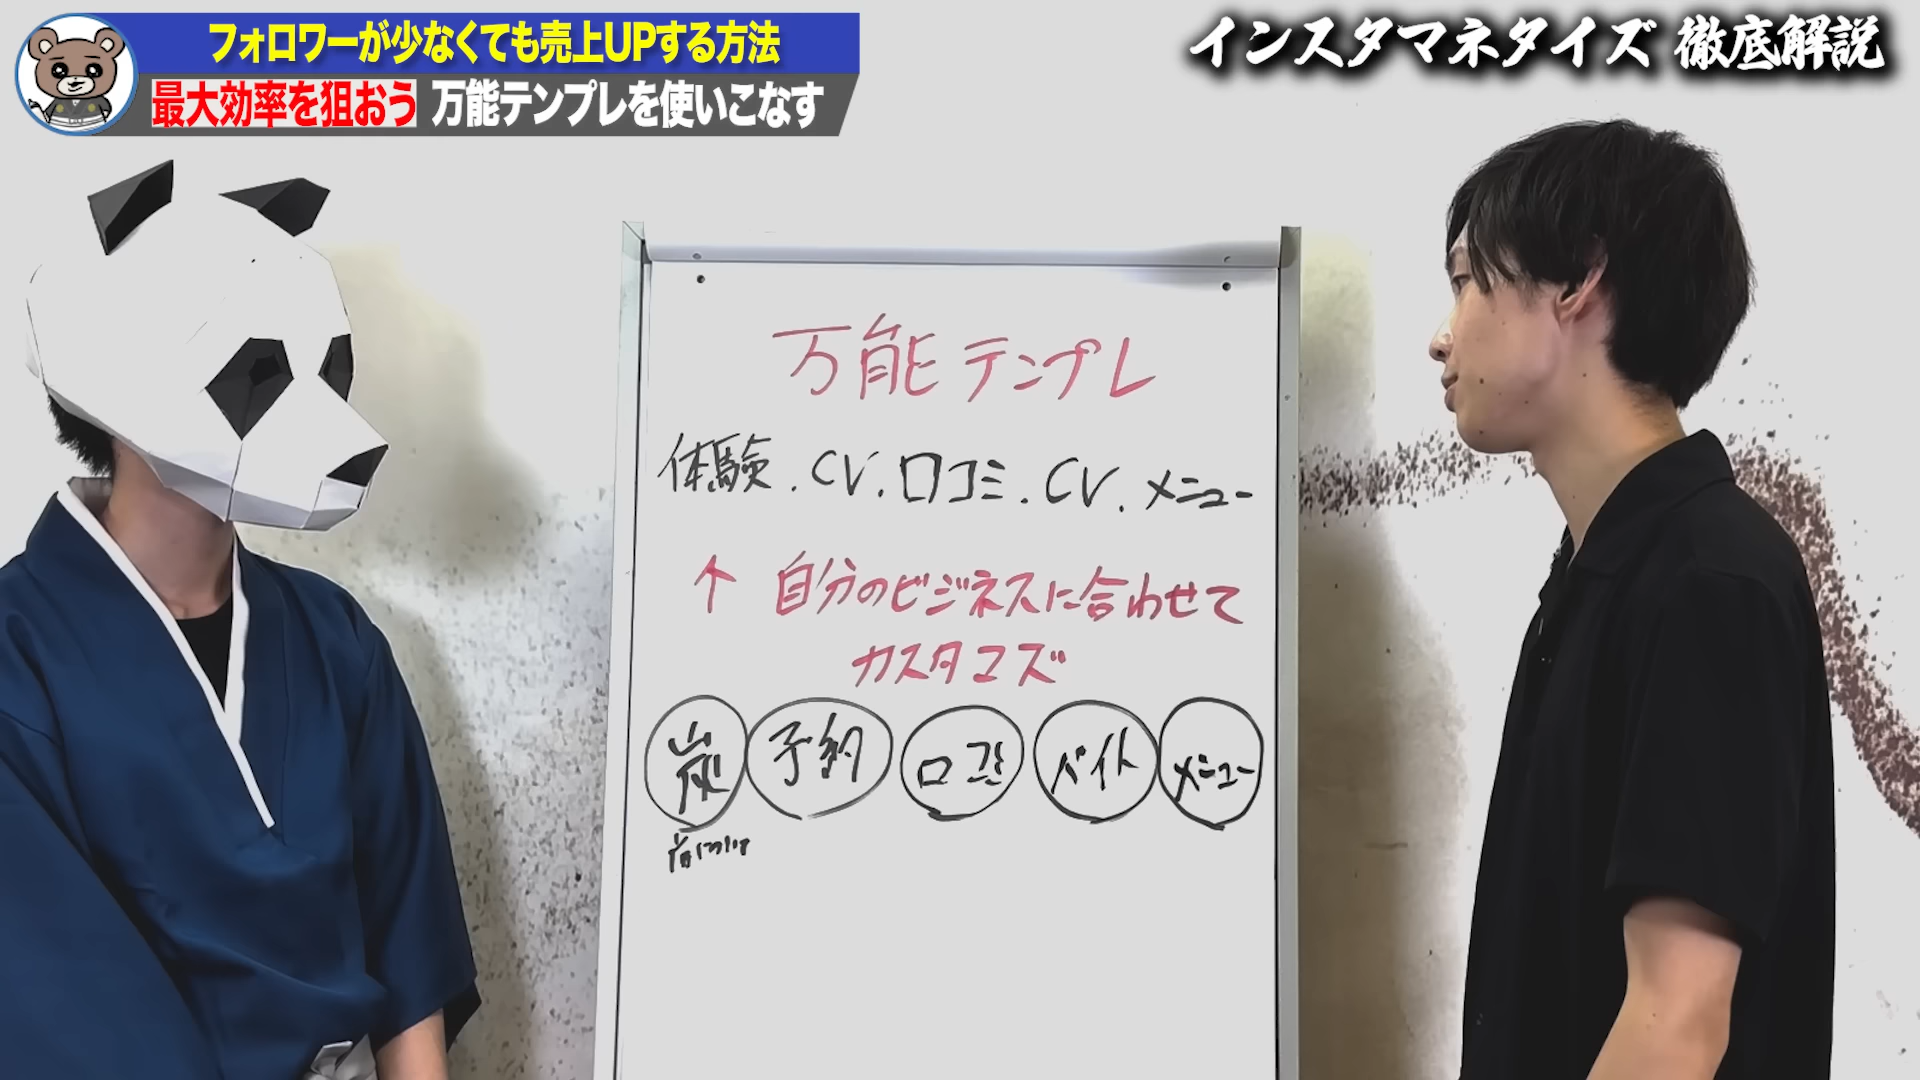 フォロワーが少なくても売上UPする方法
最大効率を狙おう 万能テンプレを使いこなす
インスタマネタイズ 徹底解説
万能テンプレ
体験．CV．口コミ．CV．メニュー
↑ 自分のビジネスに合わせて
カスタマズ
炭 予約 口コミ バイト メニュー